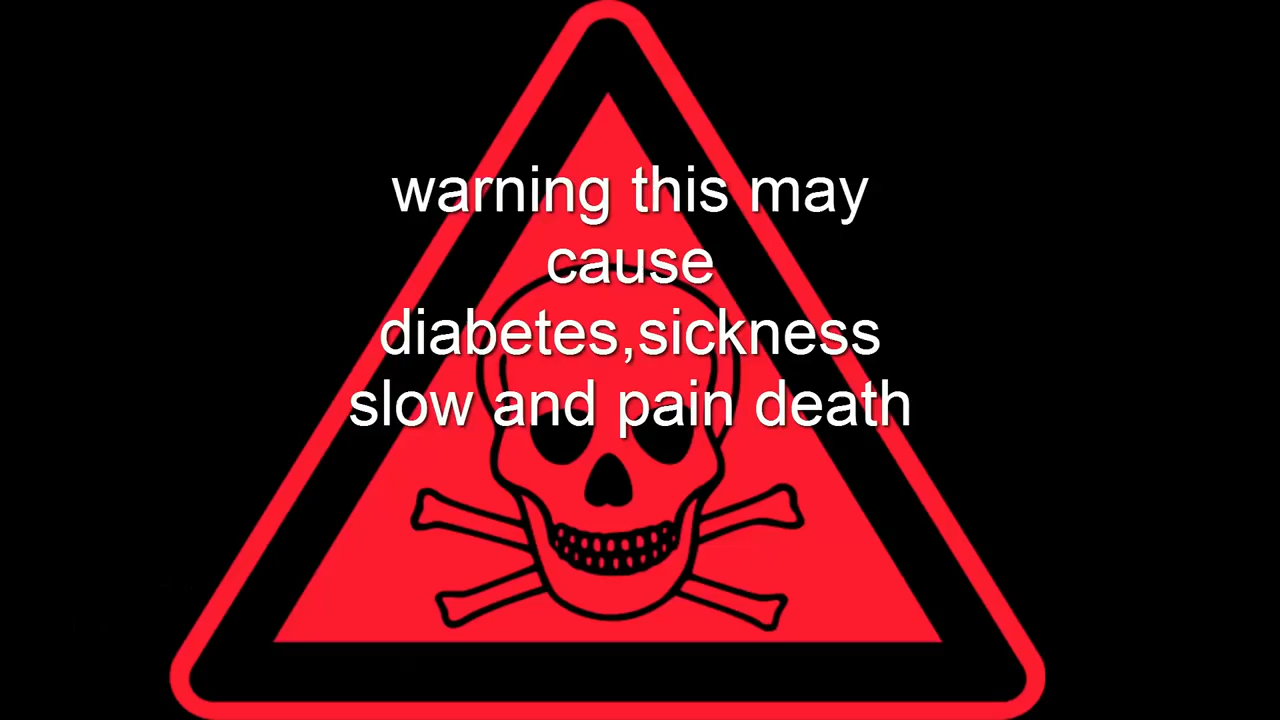 warning this may
cause
diabetes,sickness
slow and pain death